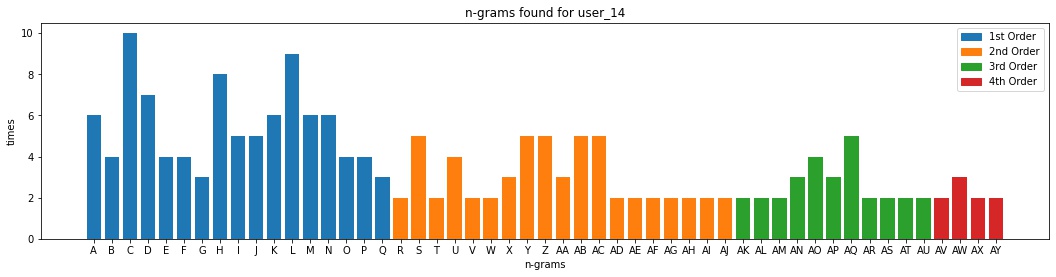 n-grams found for user_14
1st Order
2nd Order
3rd Order
4th Order
times
10
8
6
4
2
0
A B C D E F G H I J K L M N O P Q R S T U V W X Y Z AA AB AC AD AE AF AG AH AI AJ AK AL AM AN AO AP AQ AR AS AT AU AV AW AX AY
n-grams